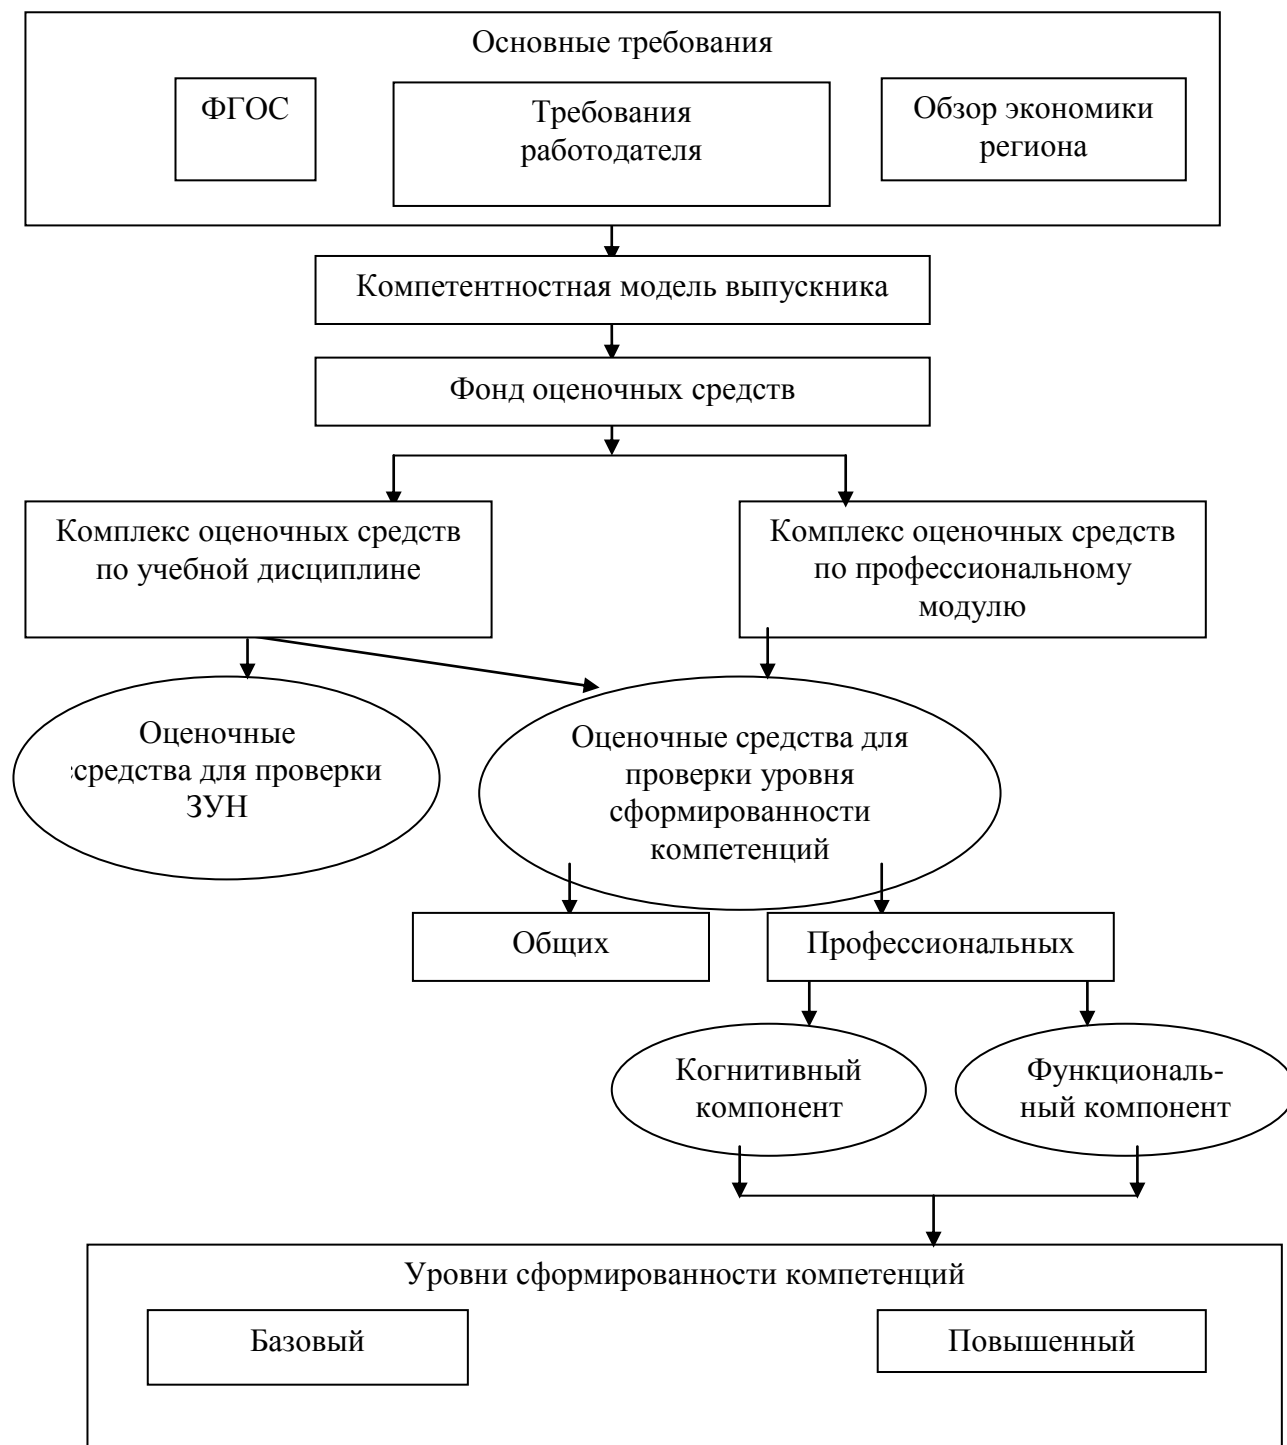 Основные требования
ФГОС
Требования
работодателя
Обзор экономики
региона
Компетентностная модель выпускника
Фонд оценочных средств
Комплекс оценочных средств
по учебной дисциплине
Комплекс оценочных средств
по профессиональному
модулю
Оценочные
средства для проверки
ЗУН
Оценочные средства для
проверки уровня
сформированности
компетенций
Общих
Профессиональных
Когнитивный
компонент
Функциональ-
ный компонент
Уровни сформированности компетенций
Базовый
Повышенный